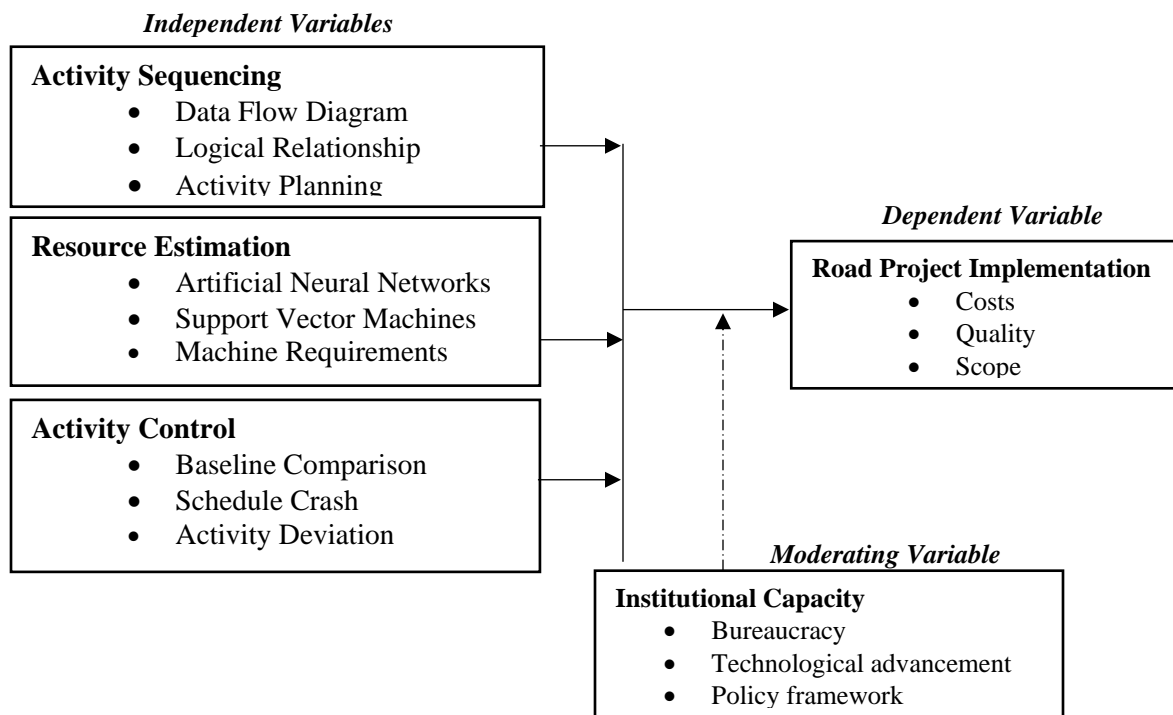 Independent Variables
Activity Sequencing
• Data Flow Diagram
• Logical Relationship
• Activity Planning
Resource Estimation
• Artificial Neural Networks
• Support Vector Machines
• Machine Requirements
Activity Control
• Baseline Comparison
• Schedule Crash
• Activity Deviation
Dependent Variable
Road Project Implementation
• Costs
• Quality
• Scope
Moderating Variable
Institutional Capacity
• Bureaucracy
• Technological advancement
• Policy framework